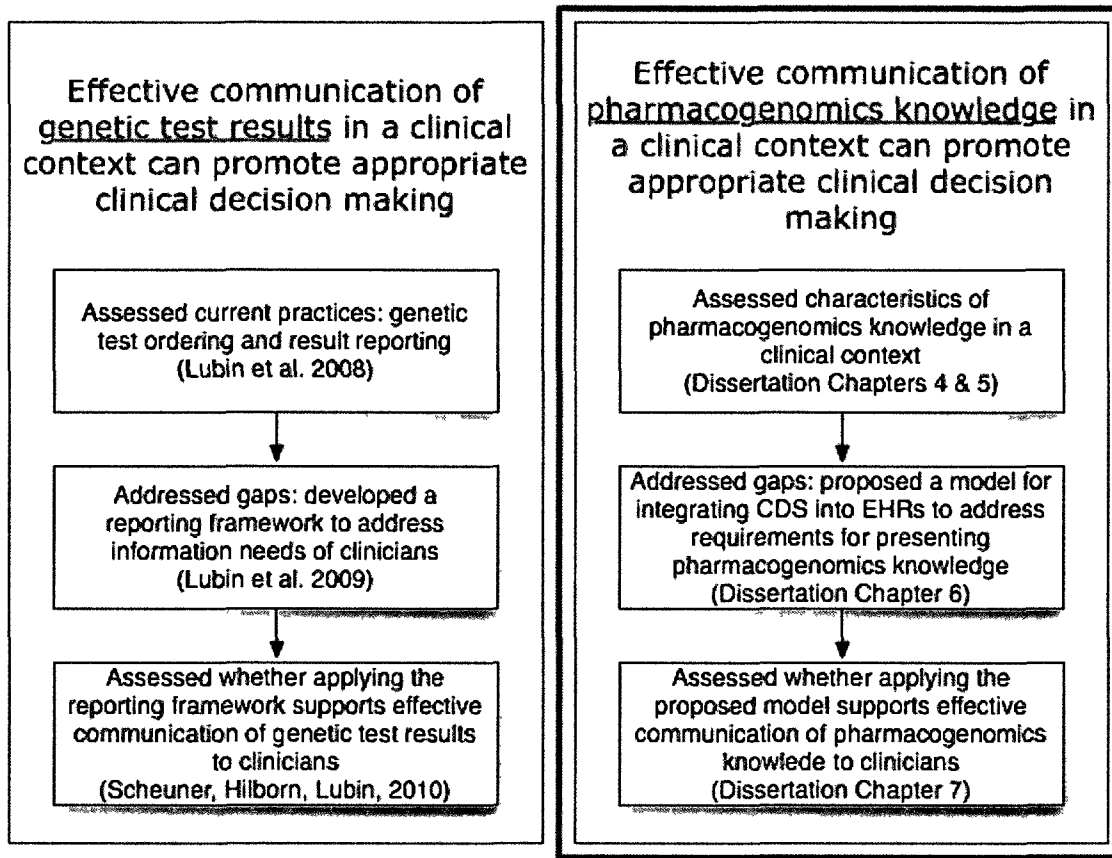 Effective communication of
genetic test results in a clinical
context can promote appropriate
clinical decision making
Assessed current practices: genetic
test ordering and result reporting
(Lubin et al. 2008)
Addressed gaps: developed a
reporting framework to address
information needs of clinicians
(Lubin et al. 2009)
Assessed whether applying the
reporting framework supports effective
communication of genetic test results
to clinicians
(Scheuner, Hilborn, Lubin, 2010)
Effective communication of
pharmacogenomics knowledge in
a clinical context can promote
appropriate clinical decision
making
Assessed characteristics of
pharmacogenomics knowledge in a
clinical context
(Dissertation Chapters 4 & 5)
Addressed gaps: proposed a model for
integrating CDS into EHRs to address
requirements for presenting
pharmacogenomics knowledge
(Dissertation Chapter 6)
Assessed whether applying the
proposed model supports effective
communication of pharmacogenomics
knowlede to clinicians
(Dissertation Chapter 7)